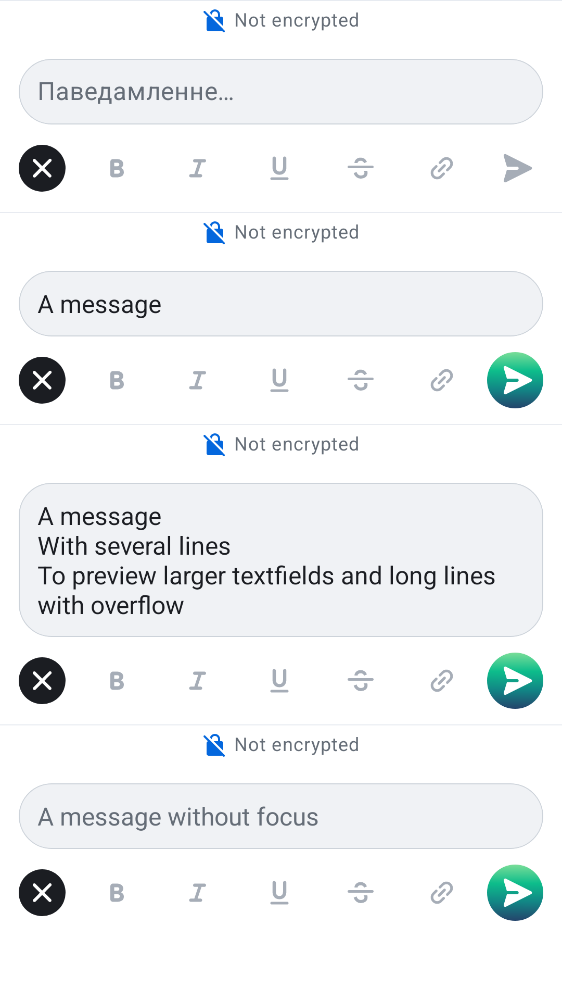 Not encrypted
Паведамленне…
B I U S
Not encrypted
A message
B I U S
Not encrypted
A message
With several lines
To preview larger textfields and long lines
with overflow
B I U S
Not encrypted
A message without focus
B I U S